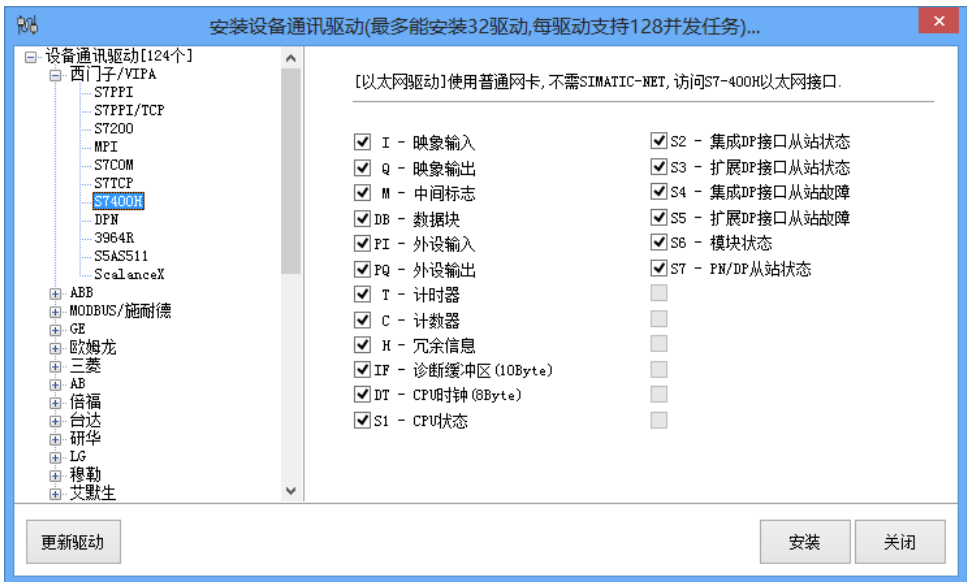 安装设备通讯驱动(最多能安装32驱动,每驱动支持128并发任务)...
设备通讯驱动[124个]
西门子/VIPA
S7PPI
S7PPI/TCP
S7200
MPI
S7COM
S7TCP
S7400H
DPN
3964R
S5AS511
ScalanceX
ABB
MODBUS/施耐德
GE
欧姆龙
三菱
AB
倍福
台达
研华
LG
穆勒
艾默生
[以太网驱动]使用普通网卡,不需SIMATIC-NET,访问S7-400H以太网接口.
I - 映象输入
Q - 映象输出
M - 中间标志
DB - 数据块
PI - 外设输入
PQ - 外设输出
T - 计时器
C - 计数器
H - 冗余信息
IF - 诊断缓冲区(10Byte)
DT - CPU时钟(8Byte)
S1 - CPU状态
S2 - 集成DP接口从站状态
S3 - 扩展DP接口从站状态
S4 - 集成DP接口从站故障
S5 - 扩展DP接口从站故障
S6 - 模块状态
S7 - PN/DP从站状态
更新驱动
安装
关闭